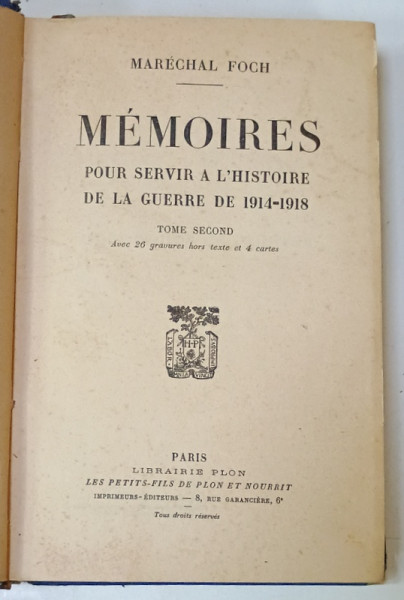 MARÉCHAL FOCH
MÉMOIRES
POUR SERVIR A L'HISTOIRE
DE LA GUERRE DE 1914-1918
TOME SECOND
Avec 26 gravures hors texte et 4 cartes
H·P
PARIS
LIBRAIRIE PLON
LES PETITS-FILS DE PLON ET NOURRIT
IMPRIMEURS-ÉDITEURS — 8, RUE GARANCIÈRE, 6e
Tous droits réservés